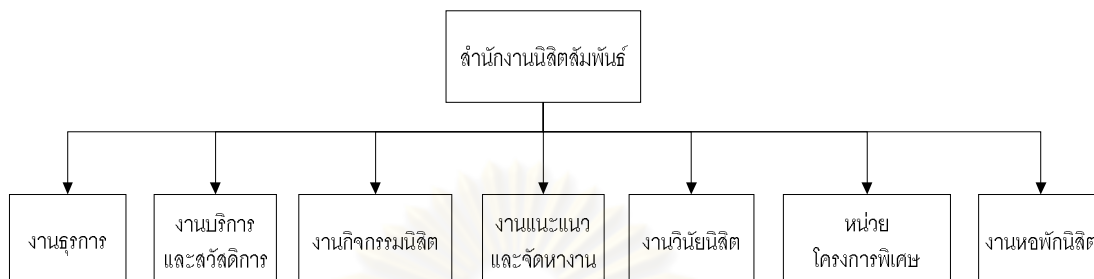 สำนักงานนิสิตสัมพันธ์
งานธุรการ
งานบริการ
และสวัสดิการ
งานกิจกรรมนิสิต
งานแนะแนว
และจัดหางาน
งานวินัยนิสิต
หน่วย
โครงการพิเศษ
งานหอพักนิสิต